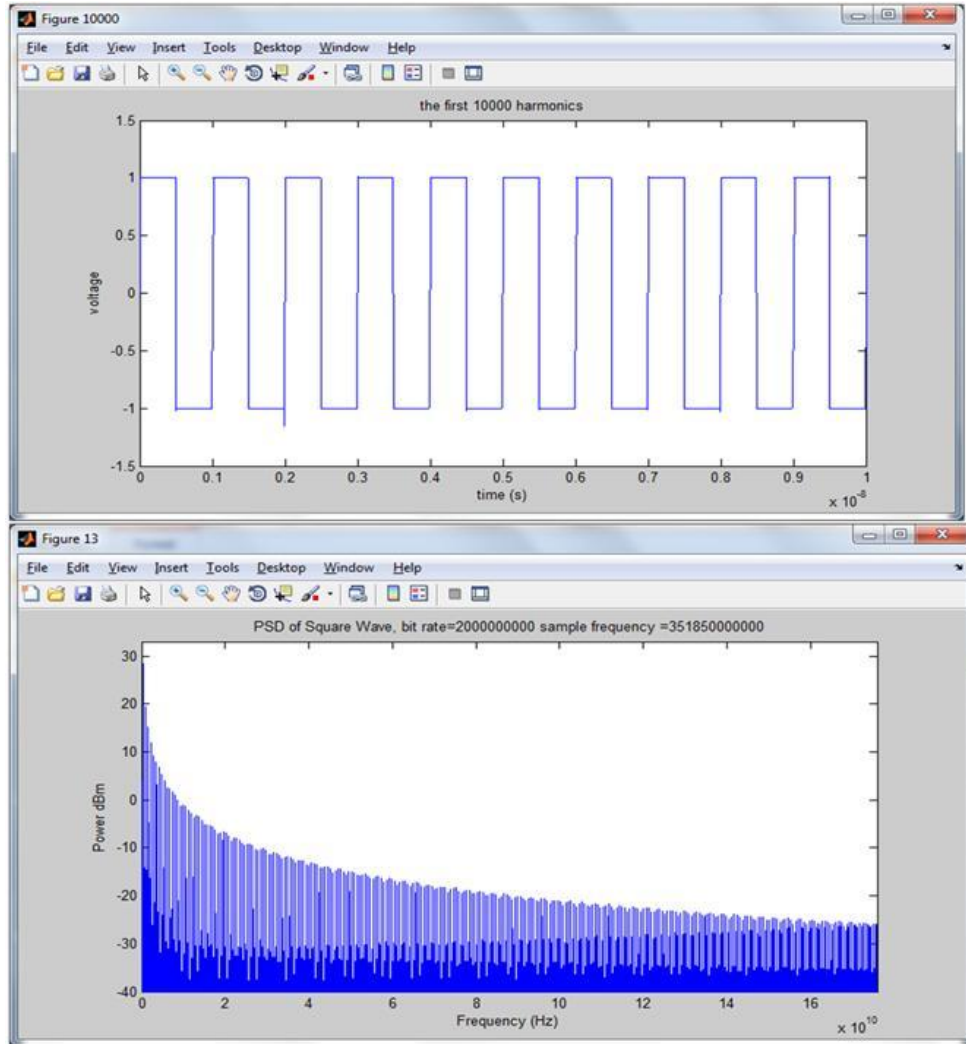 Figure 10000
File Edit View Insert Tools Desktop Window Help
the first 10000 harmonics
1.5
1
0.5
0
-0.5
-1
-1.5
voltage
0 0.1 0.2 0.3 0.4 0.5 0.6 0.7 0.8 0.9 1
time (s)
x 10^-8
Figure 13
File Edit View Insert Tools Desktop Window Help
PSD of Square Wave, bit rate=2000000000 sample frequency =351850000000
30
20
10
0
-10
-20
-30
-40
Power dBm
0 2 4 6 8 10 12 14 16
Frequency (Hz)
x 10^10